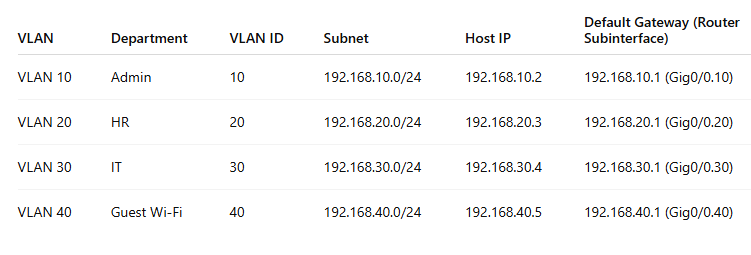 VLAN Department VLAN ID Subnet Host IP Default Gateway (Router Subinterface)
VLAN 10 Admin 10 192.168.10.0/24 192.168.10.2 192.168.10.1 (Gig0/0.10)
VLAN 20 HR 20 192.168.20.0/24 192.168.20.3 192.168.20.1 (Gig0/0.20)
VLAN 30 IT 30 192.168.30.0/24 192.168.30.4 192.168.30.1 (Gig0/0.30)
VLAN 40 Guest Wi-Fi 40 192.168.40.0/24 192.168.40.5 192.168.40.1 (Gig0/0.40)